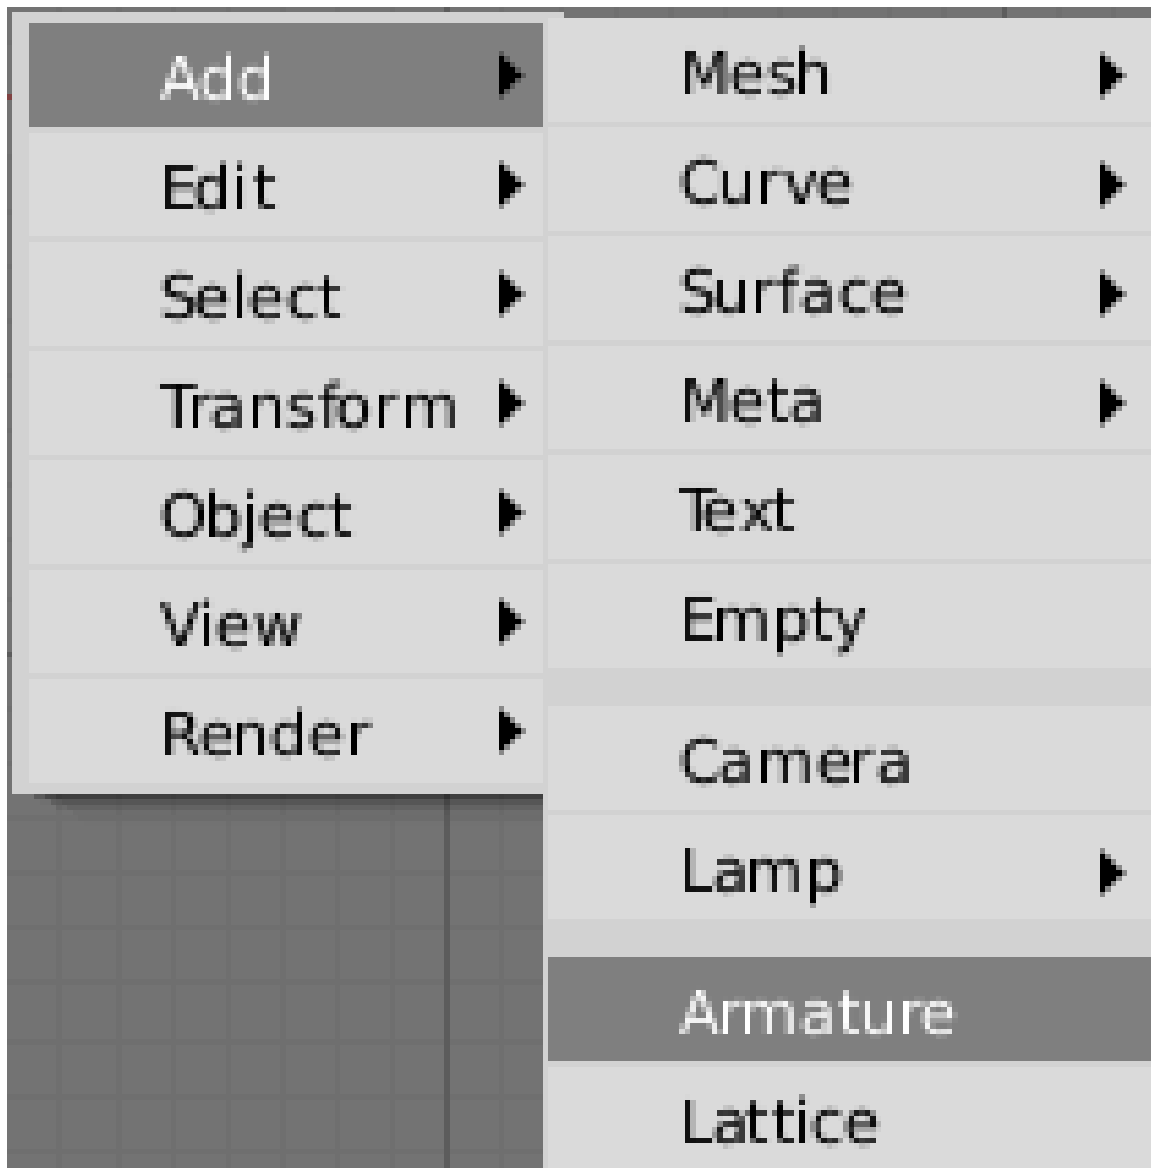 Add
Edit
Select
Transform
Object
View
Render
Mesh
Curve
Surface
Meta
Text
Empty
Camera
Lamp
Armature
Lattice